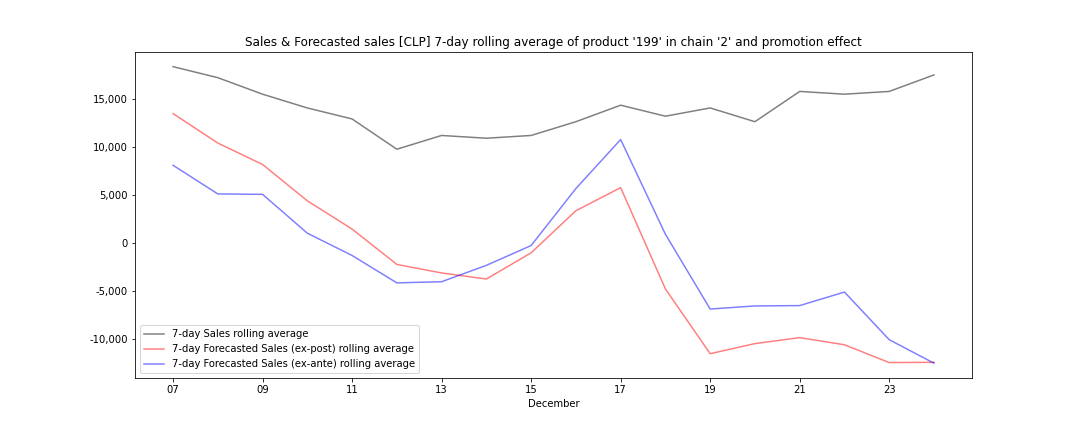 Sales & Forecasted sales [CLP] 7-day rolling average of product '199' in chain '2' and promotion effect
15,000
10,000
5,000
0
-5,000
-10,000
7-day Sales rolling average
7-day Forecasted Sales (ex-post) rolling average
7-day Forecasted Sales (ex-ante) rolling average
07 09 11 13 15 17 19 21 23
December